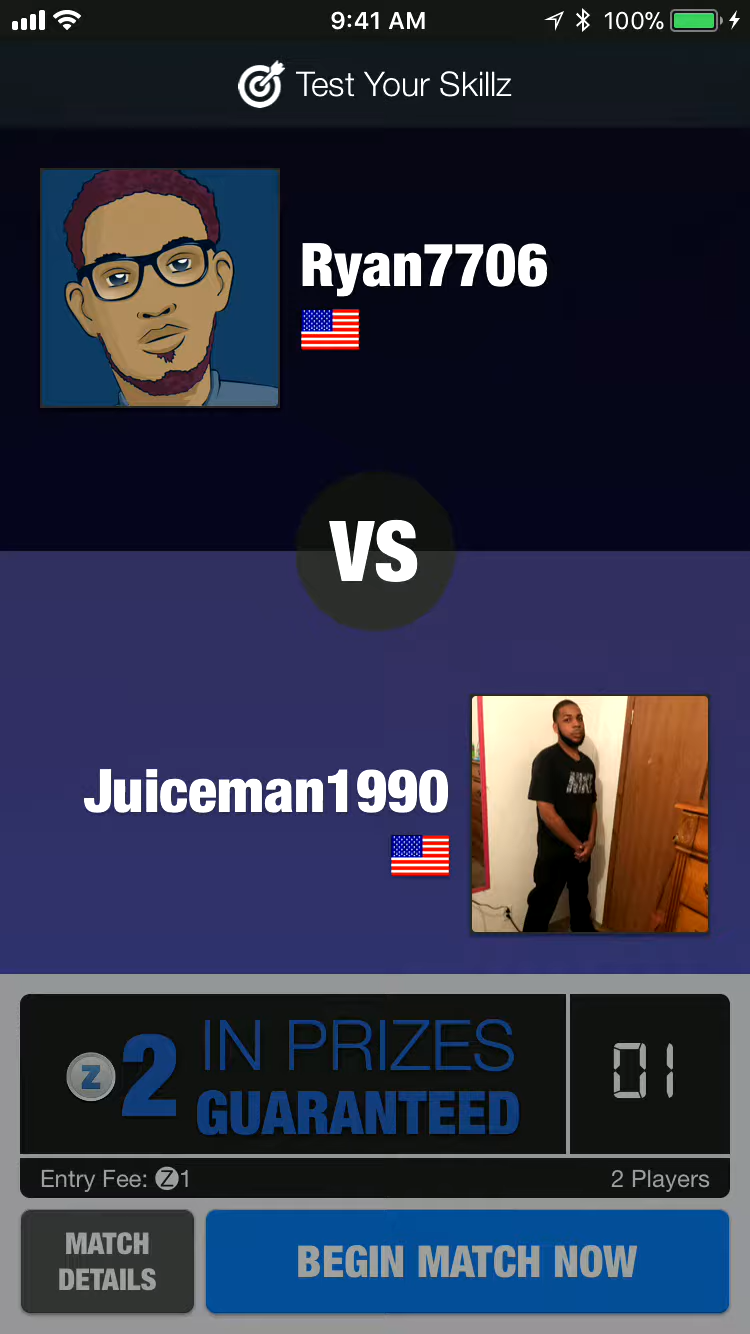 9:41 AM
100%
Test Your Skillz
Ryan7706
VS
Juiceman1990
Z 2 IN PRIZES
GUARANTEED
01
Entry Fee: Z1
2 Players
MATCH
DETAILS
BEGIN MATCH NOW